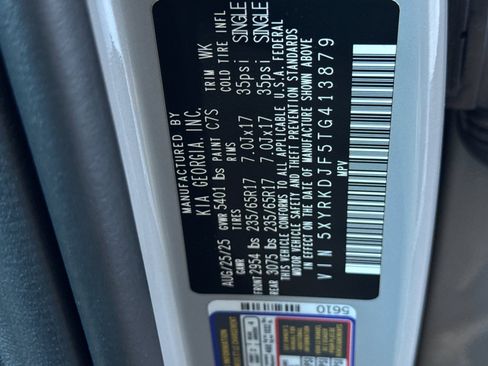 MANUFACTURED BY
KIA GEORGIA, INC.
AUG/25/25 PAINT C7S TRIM WK
GVWR 5401 lbs TIRES RIMS COLD TIRE INFL
FRONT 2954 lbs 235/65R17 7.0Jx17 35psi SINGLE
REAR 3075 lbs 235/65R17 7.0Jx17 35psi SINGLE
THIS VEHICLE CONFORMS TO ALL APPLICABLE U.S.A. FEDERAL
MOTOR VEHICLE SAFETY AND THEFT PREVENTION STANDARDS
IN EFFECT ON THE DATE OF MANUFACTURE SHOWN ABOVE
VIN 5XYRKDJF5TG413879
MPV
5610
INFORMATION